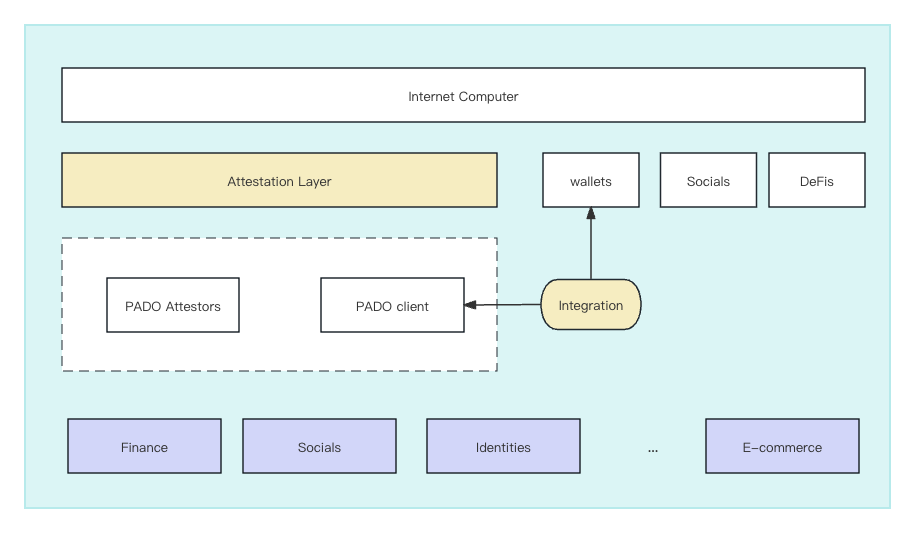 Internet Computer
Attestation Layer
wallets
Socials
DeFis
PADO Attestors
PADO client
Integration
Finance
Socials
Identities
...
E-commerce